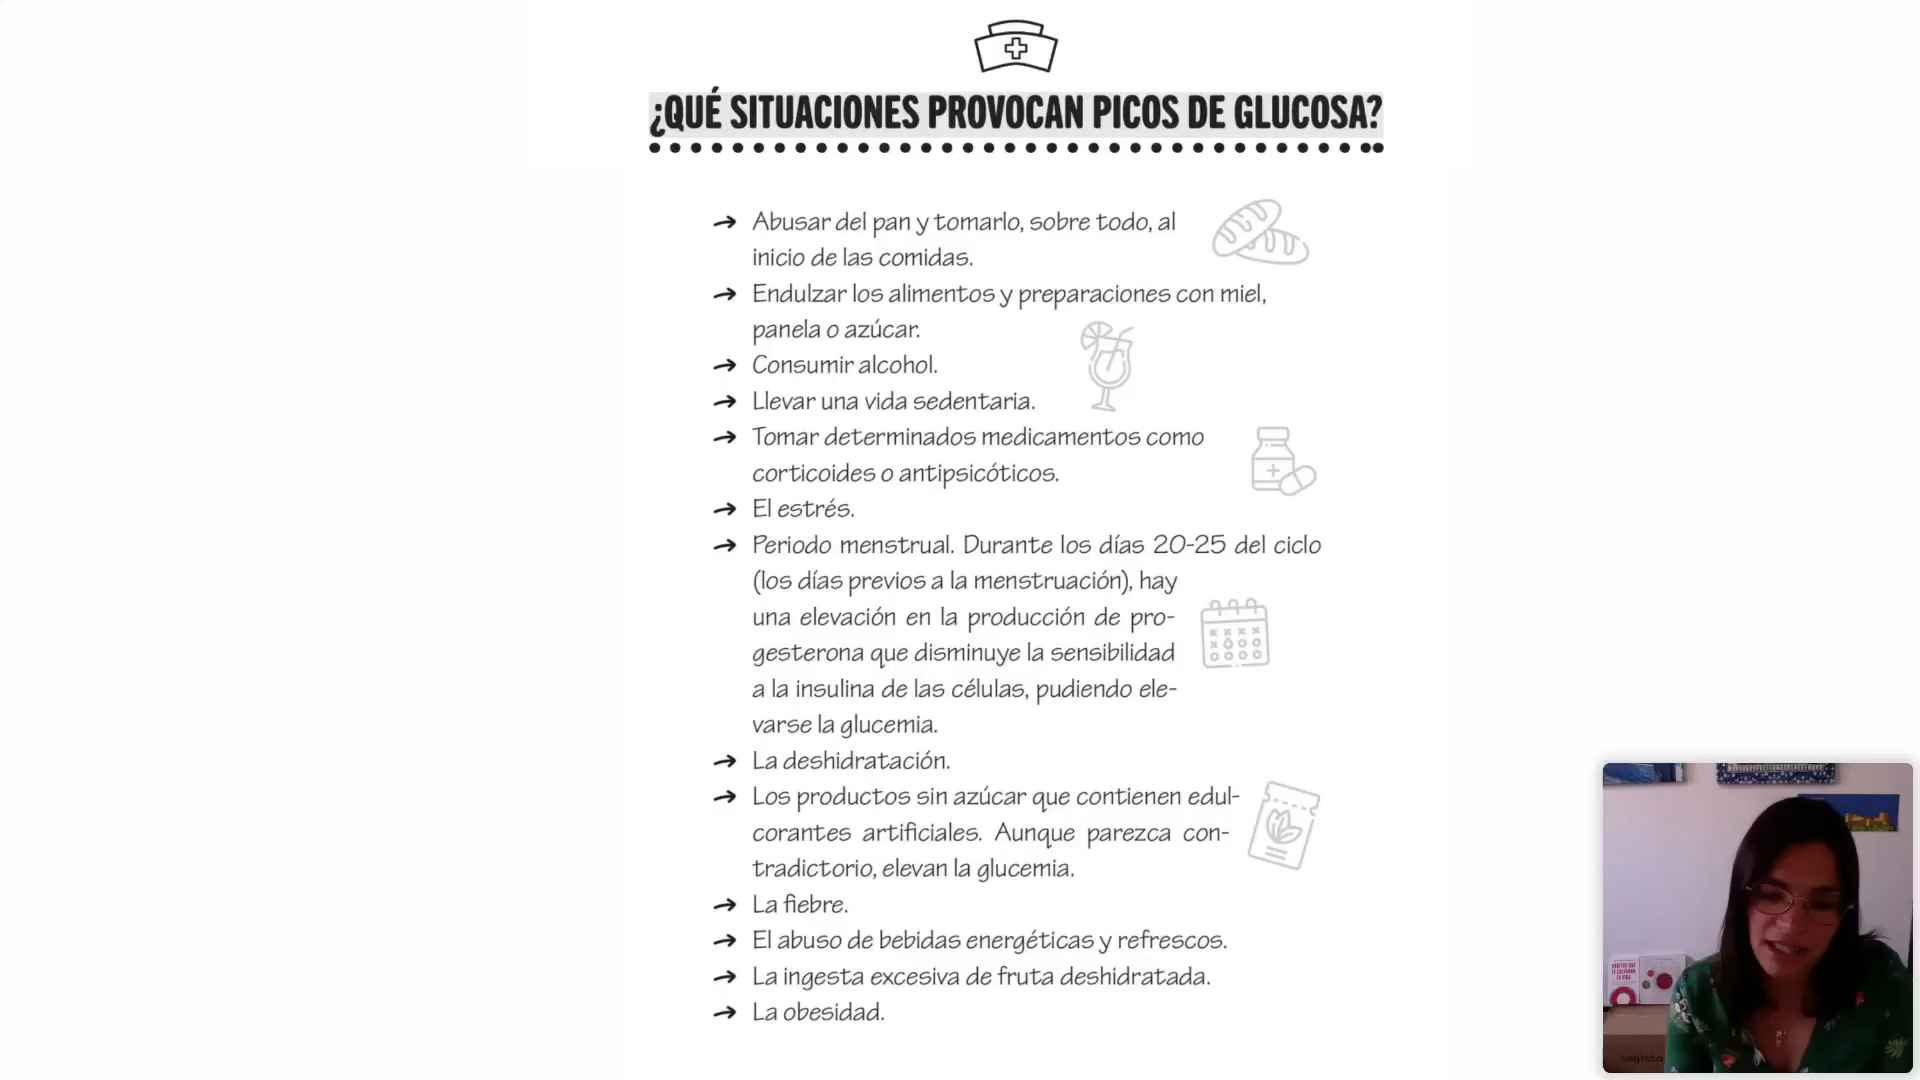 ¿QUÉ SITUACIONES PROVOCAN PICOS DE GLUCOSA?
→ Abusar del pan y tomarlo, sobre todo, al
inicio de las comidas.
→ Endulzar los alimentos y preparaciones con miel,
panela o azúcar.
→ Consumir alcohol.
→ Llevar una vida sedentaria.
→ Tomar determinados medicamentos como
corticoides o antipsicóticos.
→ El estrés.
→ Periodo menstrual. Durante los días 20-25 del ciclo
(los días previos a la menstruación), hay
una elevación en la producción de pro-
gesterona que disminuye la sensibilidad
a la insulina de las células, pudiendo ele-
varse la glucemia.
→ La deshidratación.
→ Los productos sin azúcar que contienen edul-
corantes artificiales. Aunque parezca con-
tradictorio, elevan la glucemia.
→ La fiebre.
→ El abuso de bebidas energéticas y refrescos.
→ La ingesta excesiva de fruta deshidratada.
→ La obesidad.